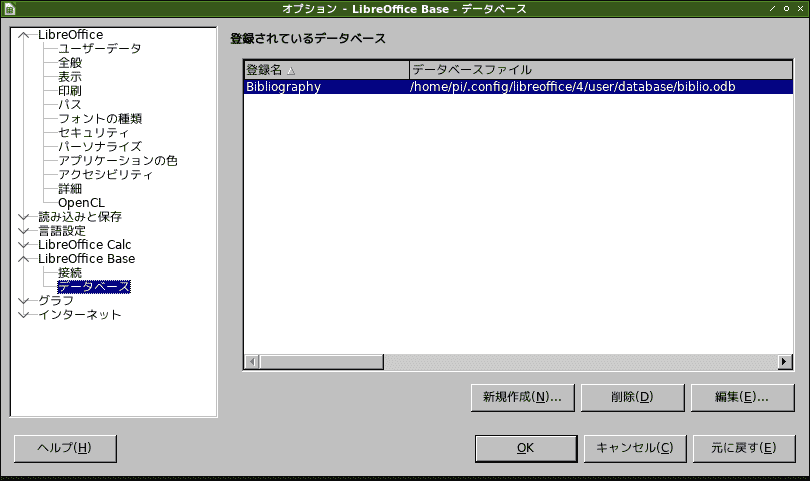 オプション - LibreOffice Base - データベース
LibreOffice
ユーザーデータ
全般
表示
印刷
パス
フォントの種類
セキュリティ
パーソナライズ
アプリケーションの色
アクセシビリティ
詳細
OpenCL
読み込みと保存
言語設定
LibreOffice Calc
LibreOffice Base
接続
データベース
グラフ
インターネット
登録されているデータベース
登録名 データベースファイル
Bibliography /home/pi/.config/libreoffice/4/user/database/biblio.odb
新規作成(N)... 削除(D) 編集(E)...
ヘルプ(H) OK キャンセル(C) 元に戻す(E)